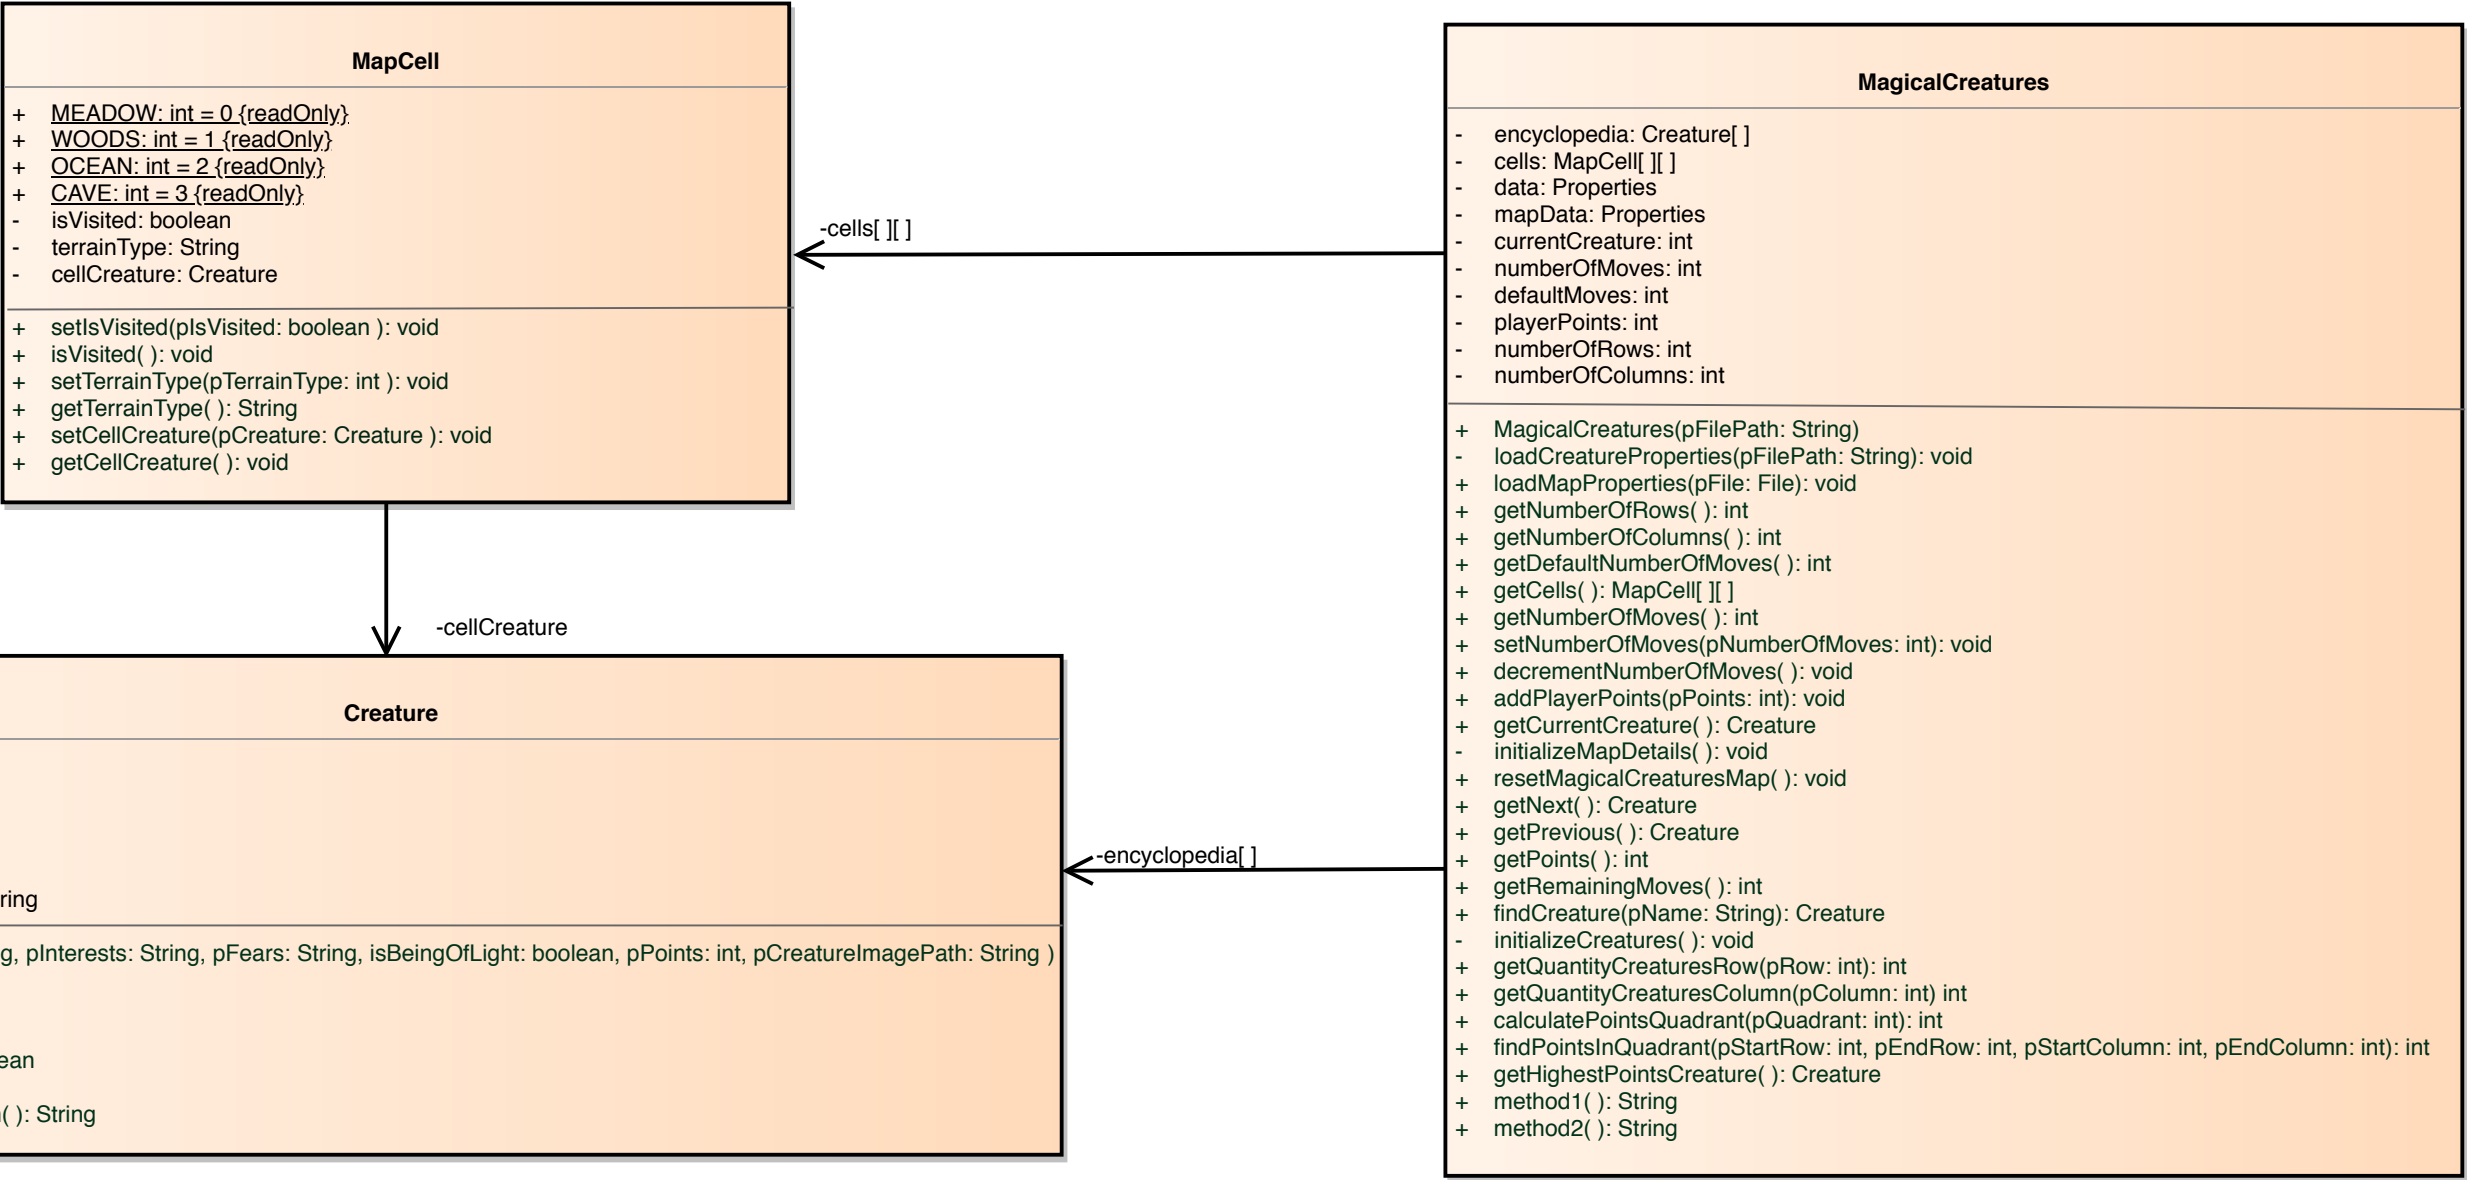 MapCell
+ MEADOW: int = 0 {readOnly}
+ WOODS: int = 1 {readOnly}
+ OCEAN: int = 2 {readOnly}
+ CAVE: int = 3 {readOnly}
- isVisited: boolean
- terrainType: String
- cellCreature: Creature
+ setIsVisited(pIsVisited: boolean ): void
+ isVisited( ): void
+ setTerrainType(pTerrainType: int ): void
+ getTerrainType( ): String
+ setCellCreature(pCreature: Creature ): void
+ getCellCreature( ): void
-cells[ ][ ]
-cellCreature
Creature
ring
g, pInterests: String, pFears: String, isBeingOfLight: boolean, pPoints: int, pCreatureImagePath: String )
ean
( ): String
-encyclopedia[ ]
MagicalCreatures
- encyclopedia: Creature[ ]
- cells: MapCell[ ][ ]
- data: Properties
- mapData: Properties
- currentCreature: int
- numberOfMoves: int
- defaultMoves: int
- playerPoints: int
- numberOfRows: int
- numberOfColumns: int
+ MagicalCreatures(pFilePath: String)
- loadCreatureProperties(pFilePath: String): void
+ loadMapProperties(pFile: File): void
+ getNumberOfRows( ): int
+ getNumberOfColumns( ): int
+ getDefaultNumberOfMoves( ): int
+ getCells( ): MapCell[ ][ ]
+ getNumberOfMoves( ): int
+ setNumberOfMoves(pNumberOfMoves: int): void
+ decrementNumberOfMoves( ): void
+ addPlayerPoints(pPoints: int): void
+ getCurrentCreature( ): Creature
- initializeMapDetails( ): void
+ resetMagicalCreaturesMap( ): void
+ getNext( ): Creature
+ getPrevious( ): Creature
+ getPoints( ): int
+ getRemainingMoves( ): int
+ findCreature(pName: String): Creature
- initializeCreatures( ): void
+ getQuantityCreaturesRow(pRow: int): int
+ getQuantityCreaturesColumn(pColumn: int) int
+ calculatePointsQuadrant(pQuadrant: int): int
+ findPointsInQuadrant(pStartRow: int, pEndRow: int, pStartColumn: int, pEndColumn: int): int
+ getHighestPointsCreature( ): Creature
+ method1( ): String
+ method2( ): String